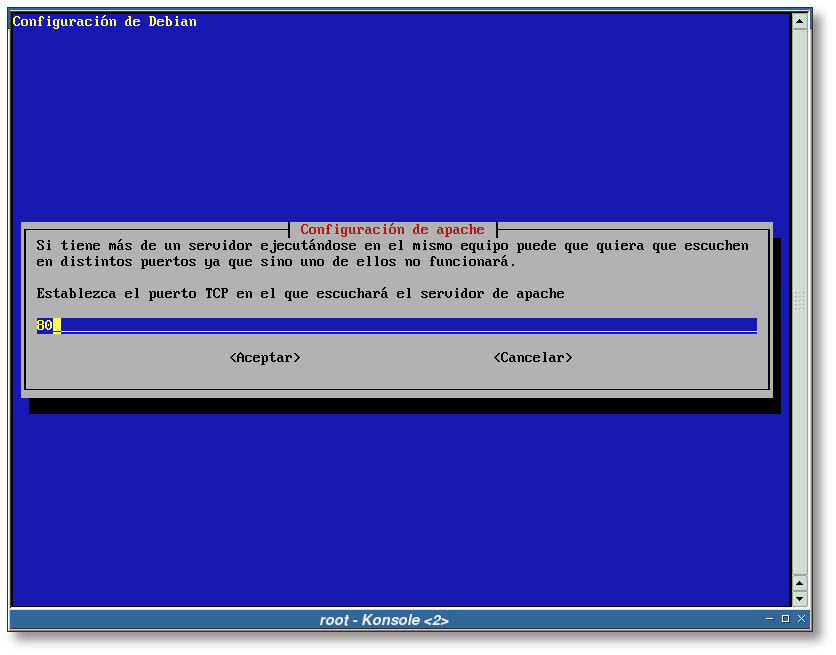 Configuración de Debian
Configuración de apache
Si tiene más de un servidor ejecutándose en el mismo equipo puede que quiera que escuchen
en distintos puertos ya que sino uno de ellos no funcionará.
Establezca el puerto TCP en el que escuchará el servidor de apache
80
<Aceptar> <Cancelar>
root - Konsole <2>